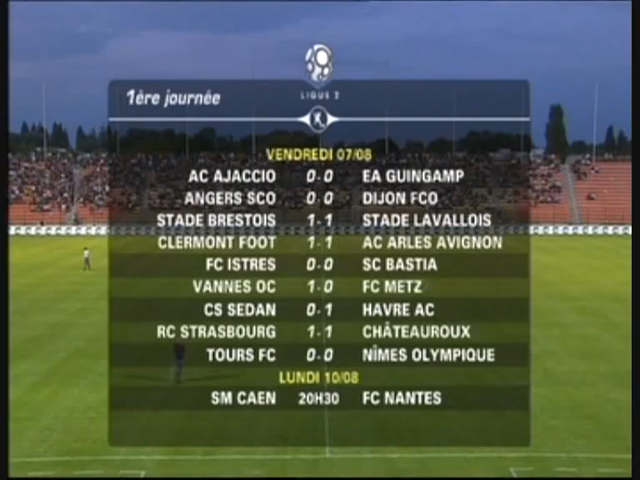 LIGUE 2
1ère journée
VENDREDI 07/08
AC AJACCIO 0-0 EA GUINGAMP
ANGERS SCO 0-0 DIJON FCO
STADE BRESTOIS 1-1 STADE LAVALLOIS
CLERMONT FOOT 1-1 AC ARLES AVIGNON
FC ISTRES 0-0 SC BASTIA
VANNES OC 1-0 FC METZ
CS SEDAN 0-1 HAVRE AC
RC STRASBOURG 1-1 CHÂTEAUROUX
TOURS FC 0-0 NÎMES OLYMPIQUE
LUNDI 10/08
SM CAEN 20H30 FC NANTES